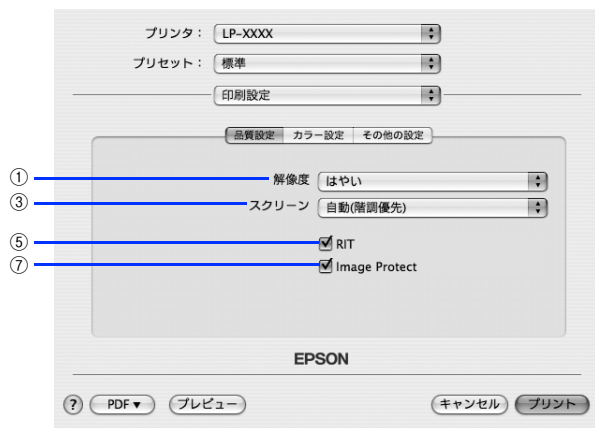 プリンタ： LP-XXXX
プリセット： 標準
印刷設定
品質設定 カラー設定 その他の設定
① 解像度 はやい
③ スクリーン 自動(階調優先)
⑤ RIT
⑦ Image Protect
EPSON
? PDF▼ プレビュー キャンセル プリント